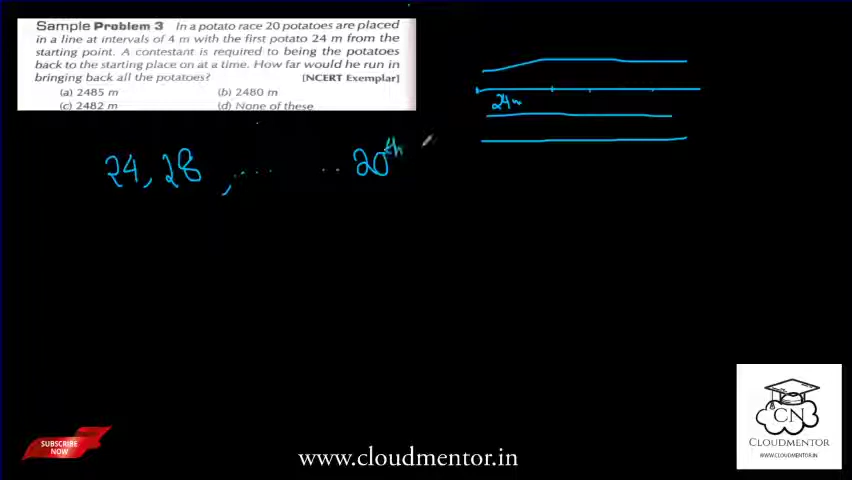 Sample Problem 3 In a potato race 20 potatoes are placed
in a line at intervals of 4 m with the first potato 24 m from the
starting point. A contestant is required to being the potatoes
back to the starting place on at a time. How far would he run in
bringing back all the potatoes? [NCERT Exemplar]
(a) 2485 m (b) 2480 m
(c) 2482 m (d) None of these
24m
24, 28, .... .. 20th
SUBSCRIBE
NOW
www.cloudmentor.in
CN
CLOUDMENTOR
WWW.CLOUDMENTOR.IN